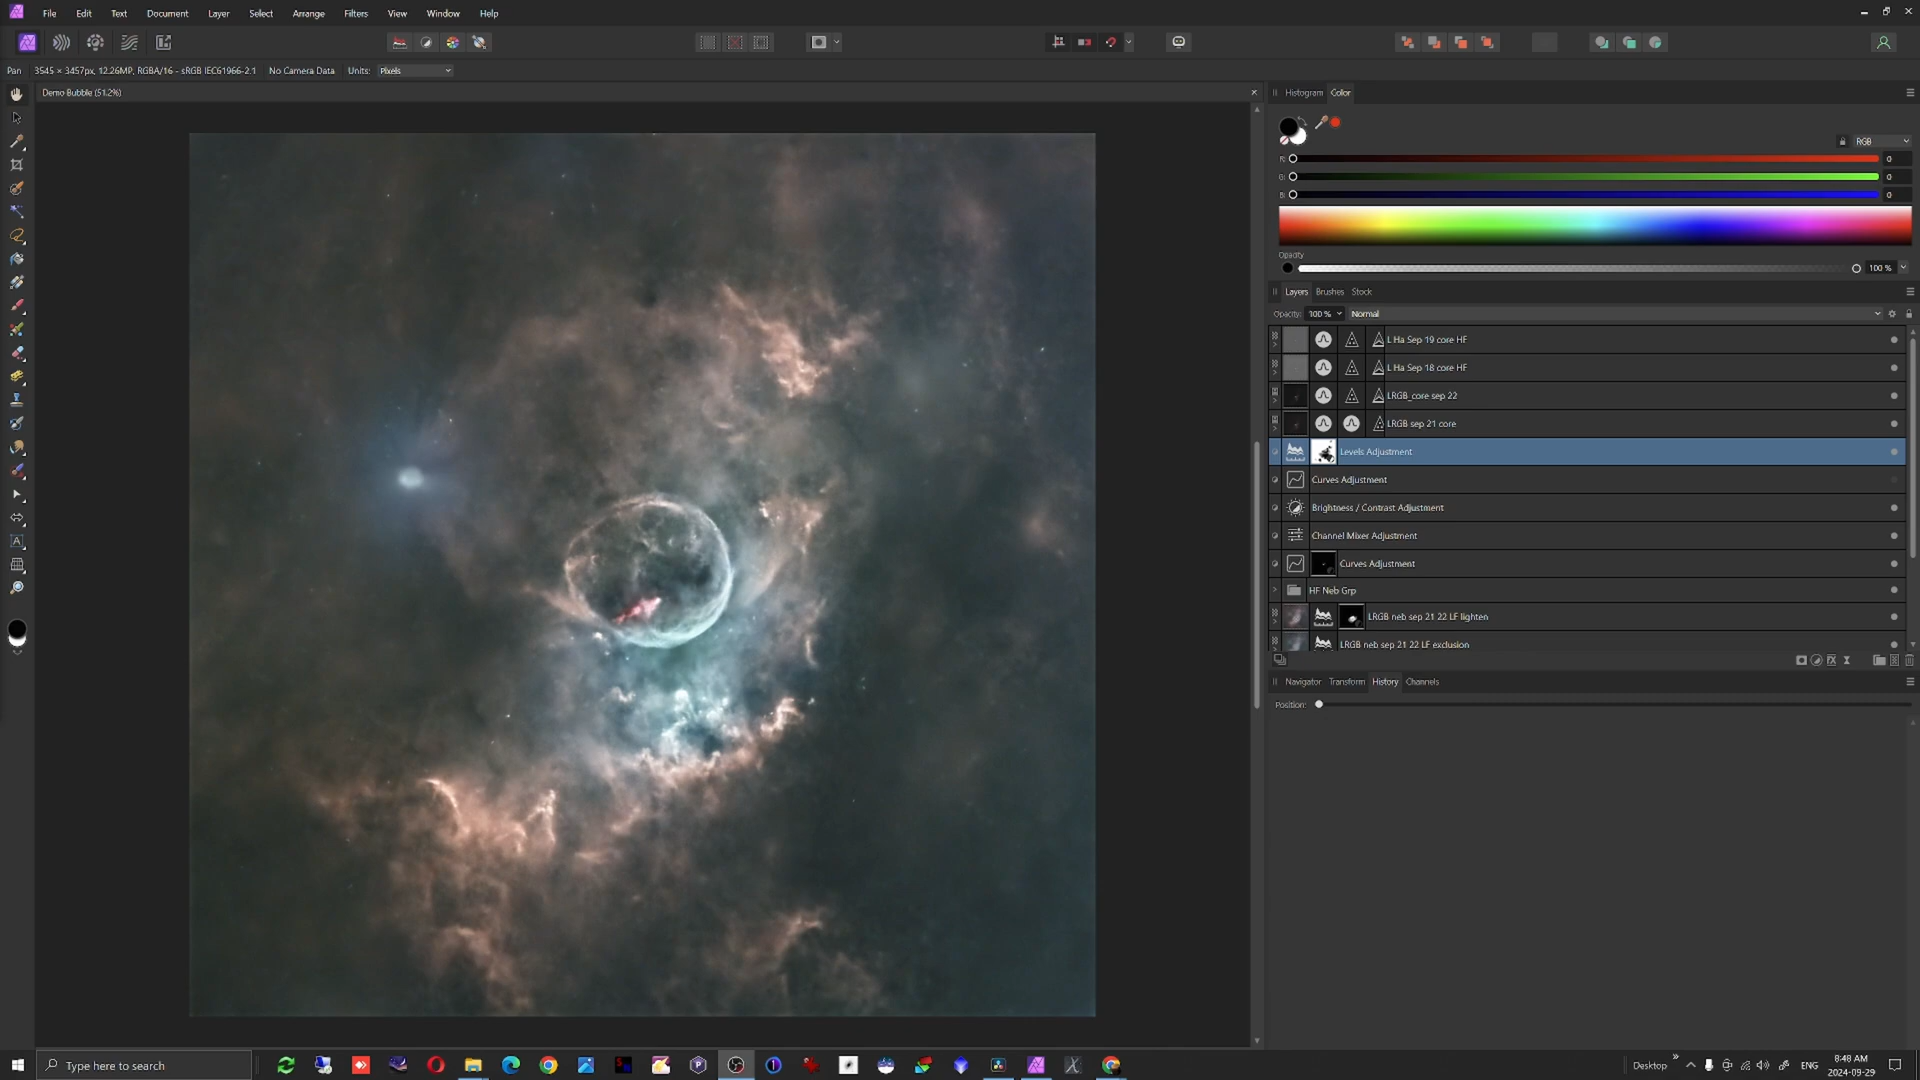 File Edit Text Document Layer Select Arrange Filters View Window Help
Pan 3545 × 3457px, 12.26MP, RGBA/16 - sRGB IEC61966-2.1 No Camera Data Units: Pixels
Demo Bubble (51.2%)
Histogram Color
RGB
R: 0
G: 0
B: 0
Opacity
100 %
Layers Brushes Stock
Opacity: 100 % Normal
L Ha Sep 19 core HF
L Ha Sep 18 core HF
LRGB_core sep 22
LRGB sep 21 core
Levels Adjustment
Curves Adjustment
Brightness / Contrast Adjustment
Channel Mixer Adjustment
Curves Adjustment
HF Neb Grp
LRGB neb sep 21 22 LF lighten
LRGB neb sep 21 22 LF exclusion
Navigator Transform History Channels
Position:
Type here to search
Desktop
ENG
8:48 AM
2024-09-29